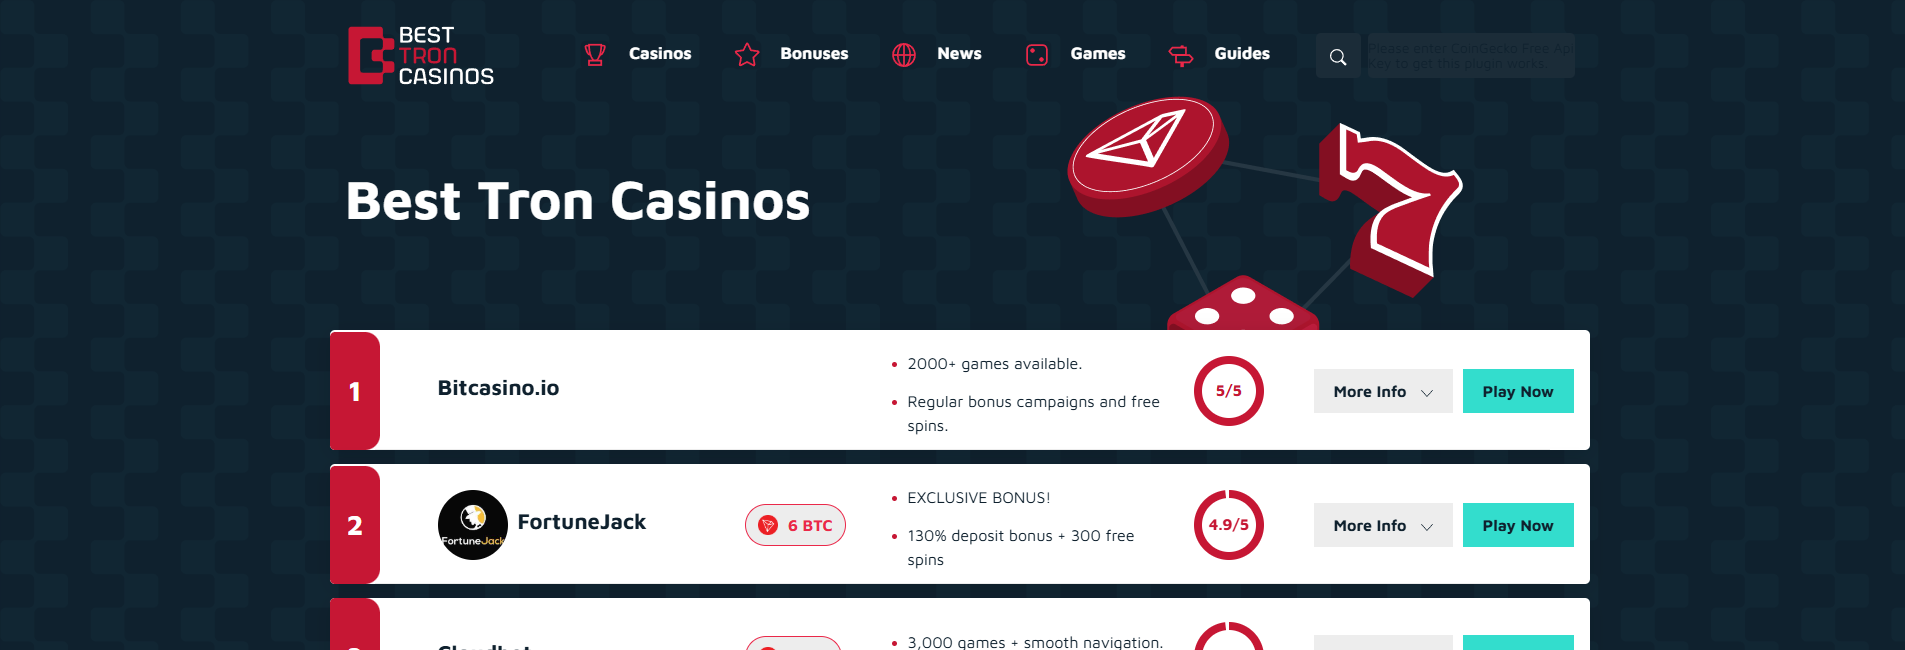 BEST
TRON
CASINOS
Casinos
Bonuses
News
Games
Guides
Please enter CoinGecko Free Api
Key to get this plugin works.
Best Tron Casinos
1
Bitcasino.io
2000+ games available.
Regular bonus campaigns and free
spins.
5/5
More Info
Play Now
2
FortuneJack
FortuneJack
6 BTC
EXCLUSIVE BONUS!
130% deposit bonus + 300 free
spins
4.9/5
More Info
Play Now
3,000 games + smooth navigation.